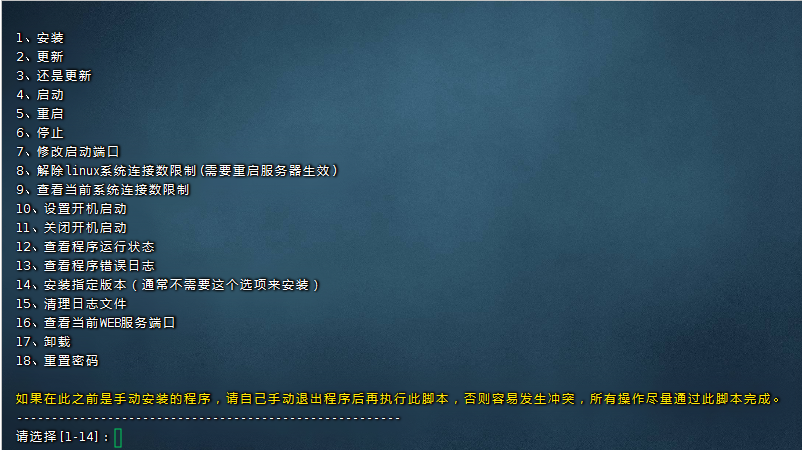 1、安装
2、更新
3、还是更新
4、启动
5、重启
6、停止
7、修改启动端口
8、解除linux系统连接数限制(需要重启服务器生效)
9、查看当前系统连接数限制
10、设置开机启动
11、关闭开机启动
12、查看程序运行状态
13、查看程序错误日志
14、安装指定版本（通常不需要这个选项来安装）
15、清理日志文件
16、查看当前WEB服务端口
17、卸载
18、重置密码
如果在此之前是手动安装的程序，请自己手动退出程序后再执行此脚本，否则容易发生冲突，所有操作尽量通过此脚本完成。
-------------------------------------------------------
请选择[1-14]：